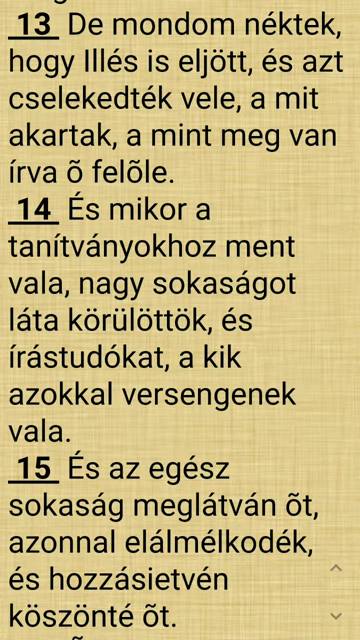 13 De mondom néktek,
hogy Illés is eljött, és azt
cselekedték vele, a mit
akartak, a mint meg van
írva õ felõle.
14 És mikor a
tanítványokhoz ment
vala, nagy sokaságot
láta körülöttök, és
írástudókat, a kik
azokkal versengenek
vala.
15 És az egész
sokaság meglátván õt,
azonnal elálmélkodék,
és hozzásietvén
köszönté õt.